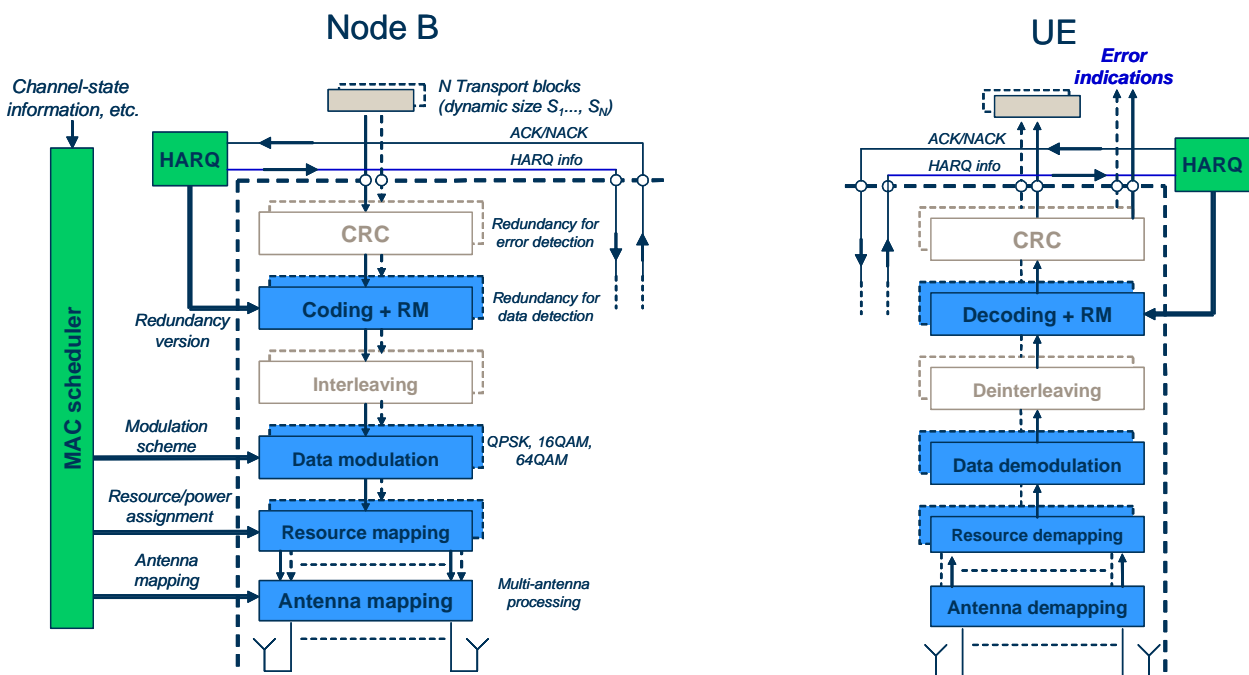 Node B
Channel-state
information, etc.
N Transport blocks
(dynamic size S1..., SN)
HARQ
ACK/NACK
HARQ info
CRC
Redundancy for
error detection
Coding + RM
Redundancy for
data detection
Redundancy
version
Interleaving
MAC scheduler
Modulation
scheme
Data modulation
QPSK, 16QAM,
64QAM
Resource/power
assignment
Resource mapping
Antenna
mapping
Antenna mapping
Multi-antenna
processing
UE
Error
indications
ACK/NACK
HARQ info
HARQ
CRC
Decoding + RM
Deinterleaving
Data demodulation
Resource demapping
Antenna demapping